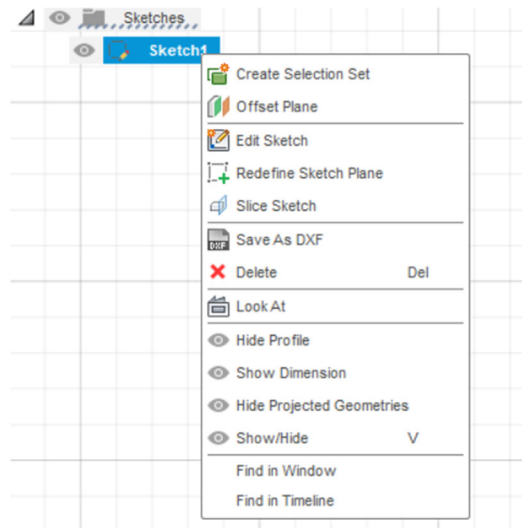 Sketches
Sketch1
Create Selection Set
Offset Plane
Edit Sketch
Redefine Sketch Plane
Slice Sketch
DXF Save As DXF
Delete Del
Look At
Hide Profile
Show Dimension
Hide Projected Geometries
Show/Hide V
Find in Window
Find in Timeline